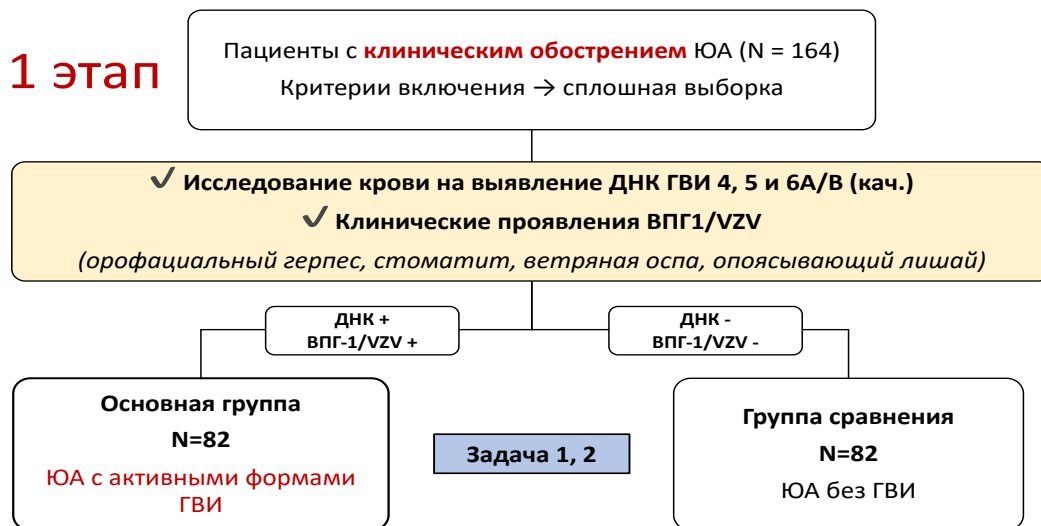 1 этап
Пациенты с клиническим обострением ЮА (N = 164)
Критерии включения → сплошная выборка
✓ Исследование крови на выявление ДНК ГВИ 4, 5 и 6А/В (кач.)
✓ Клинические проявления ВПГ1/VZV
(орофациальный герпес, стоматит, ветряная оспа, опоясывающий лишай)
ДНК +
ВПГ-1/VZV +
ДНК -
ВПГ-1/VZV -
Основная группа
N=82
ЮА с активными формами
ГВИ
Задача 1, 2
Группа сравнения
N=82
ЮА без ГВИ